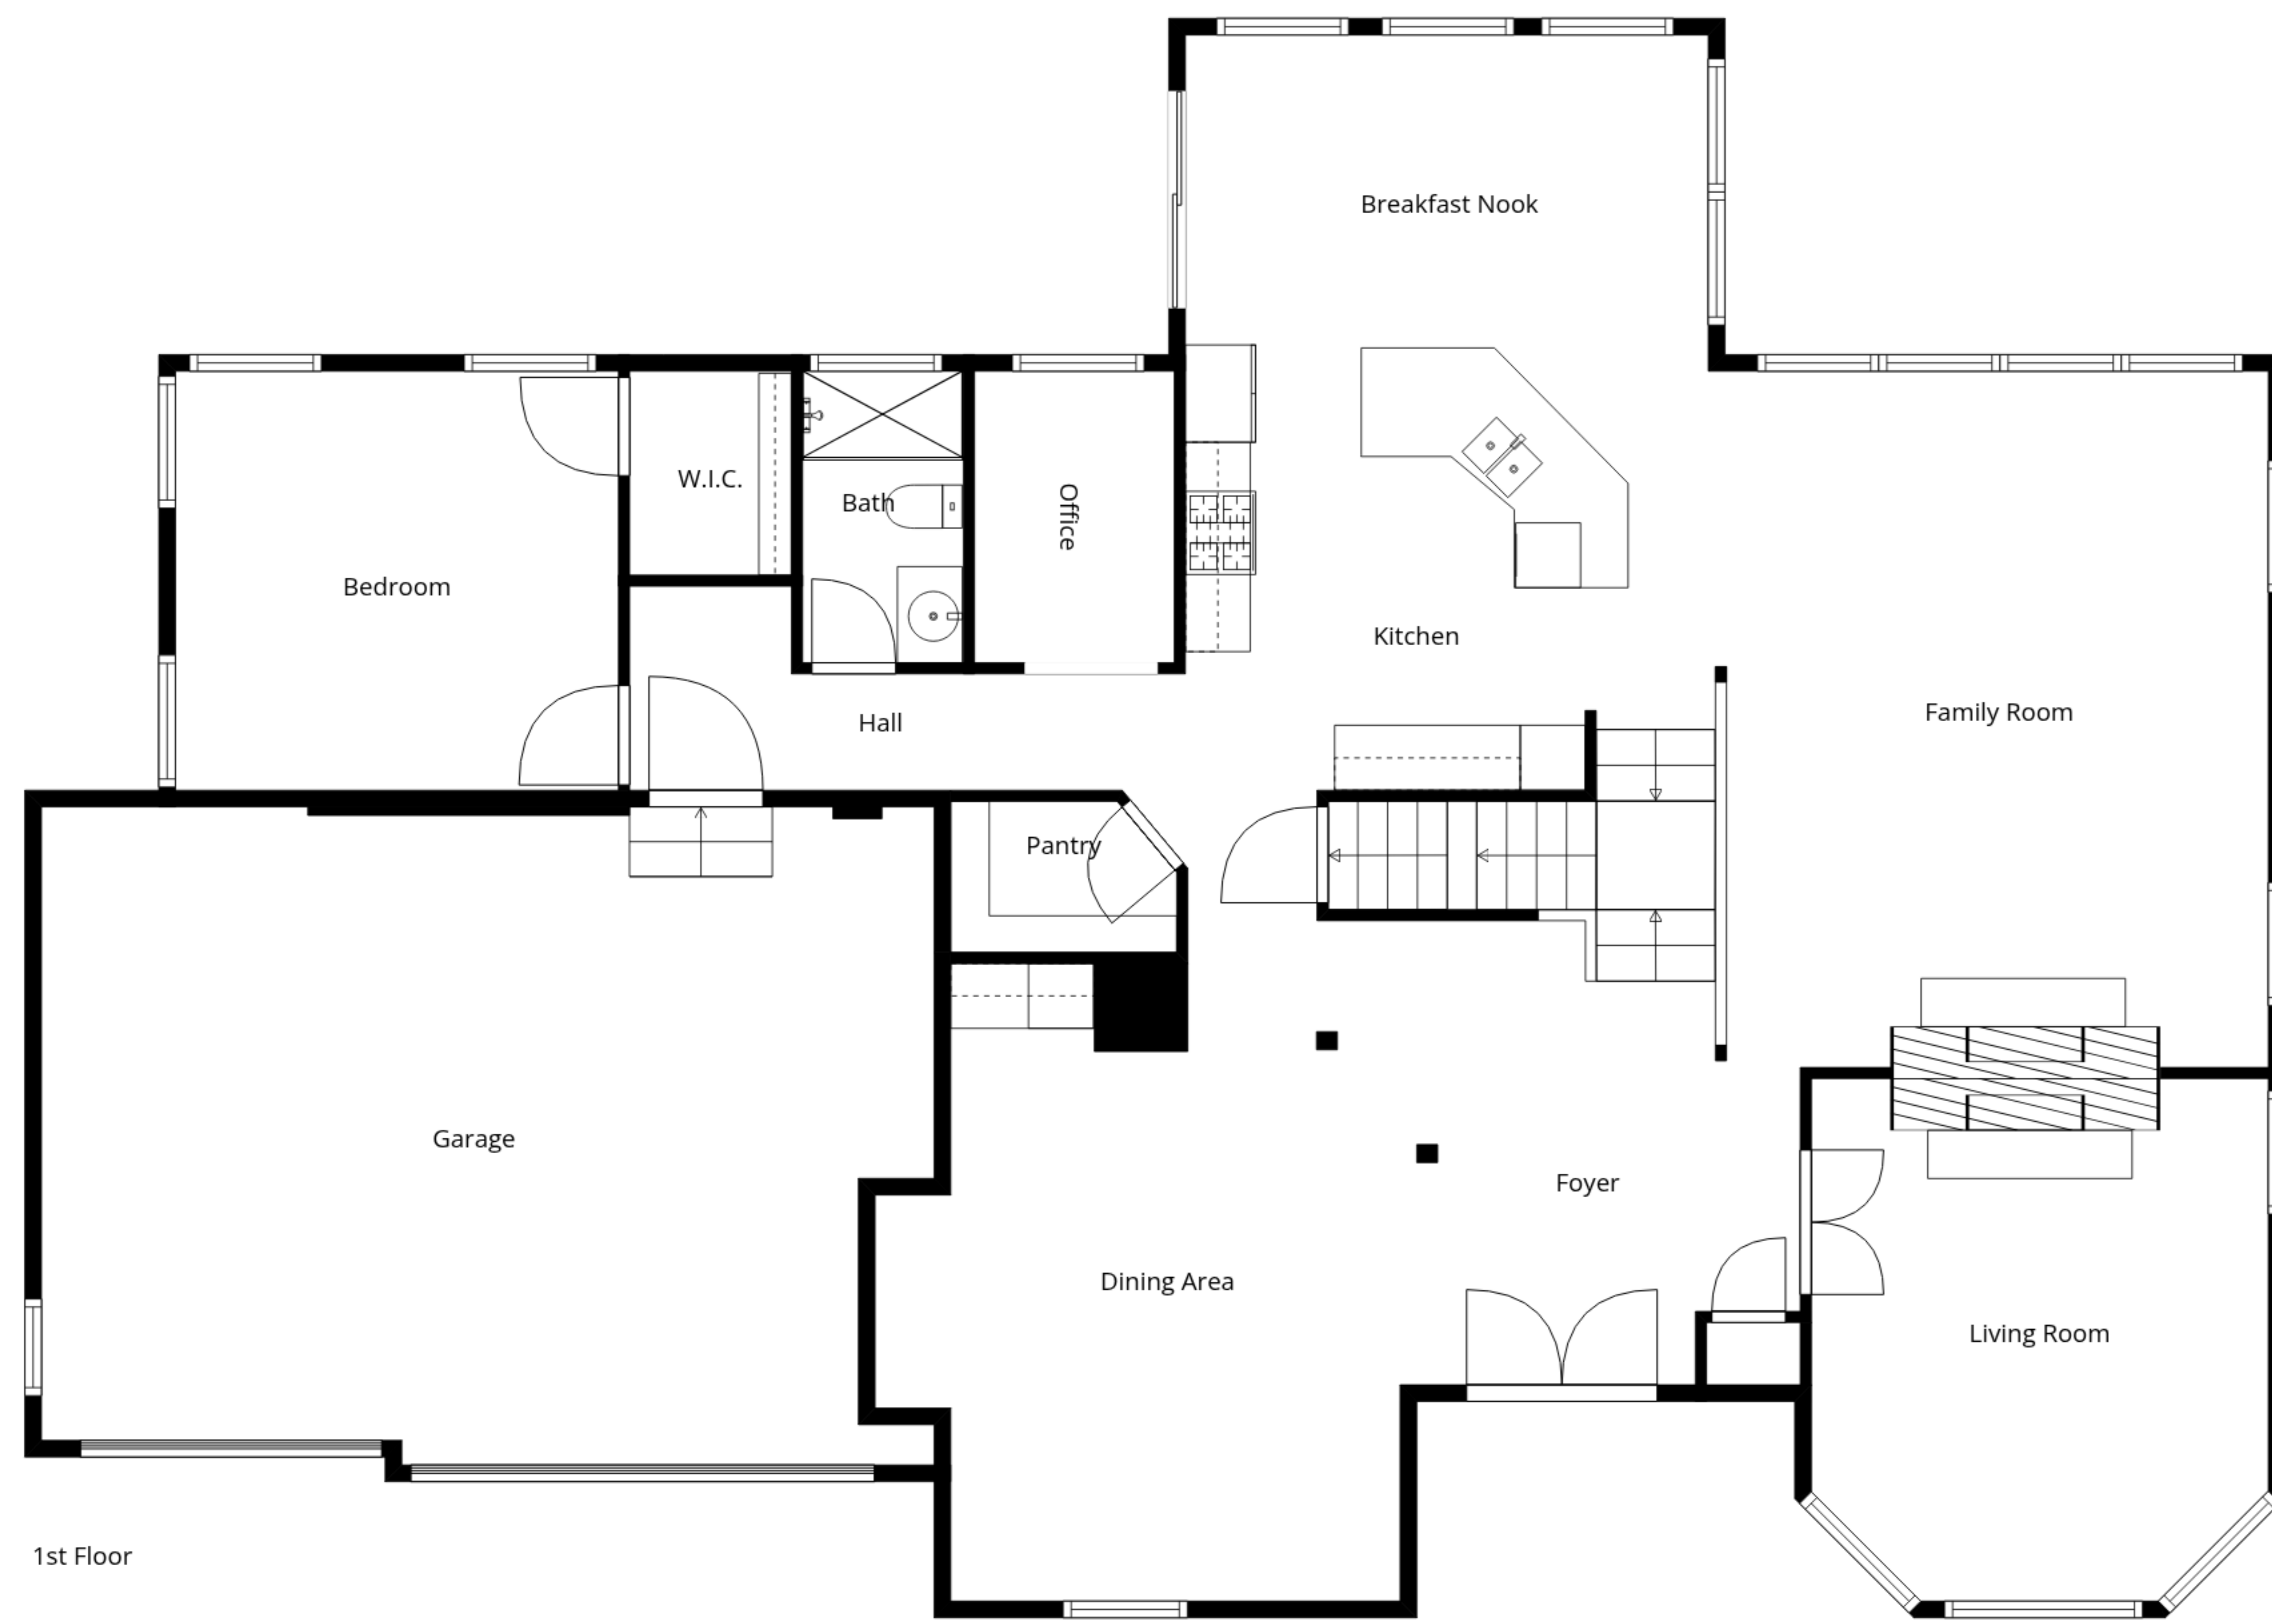 Breakfast Nook
W.I.C.
Bath
Office
Bedroom
Kitchen
Hall
Family Room
Pantry
Garage
Foyer
Dining Area
Living Room
1st Floor